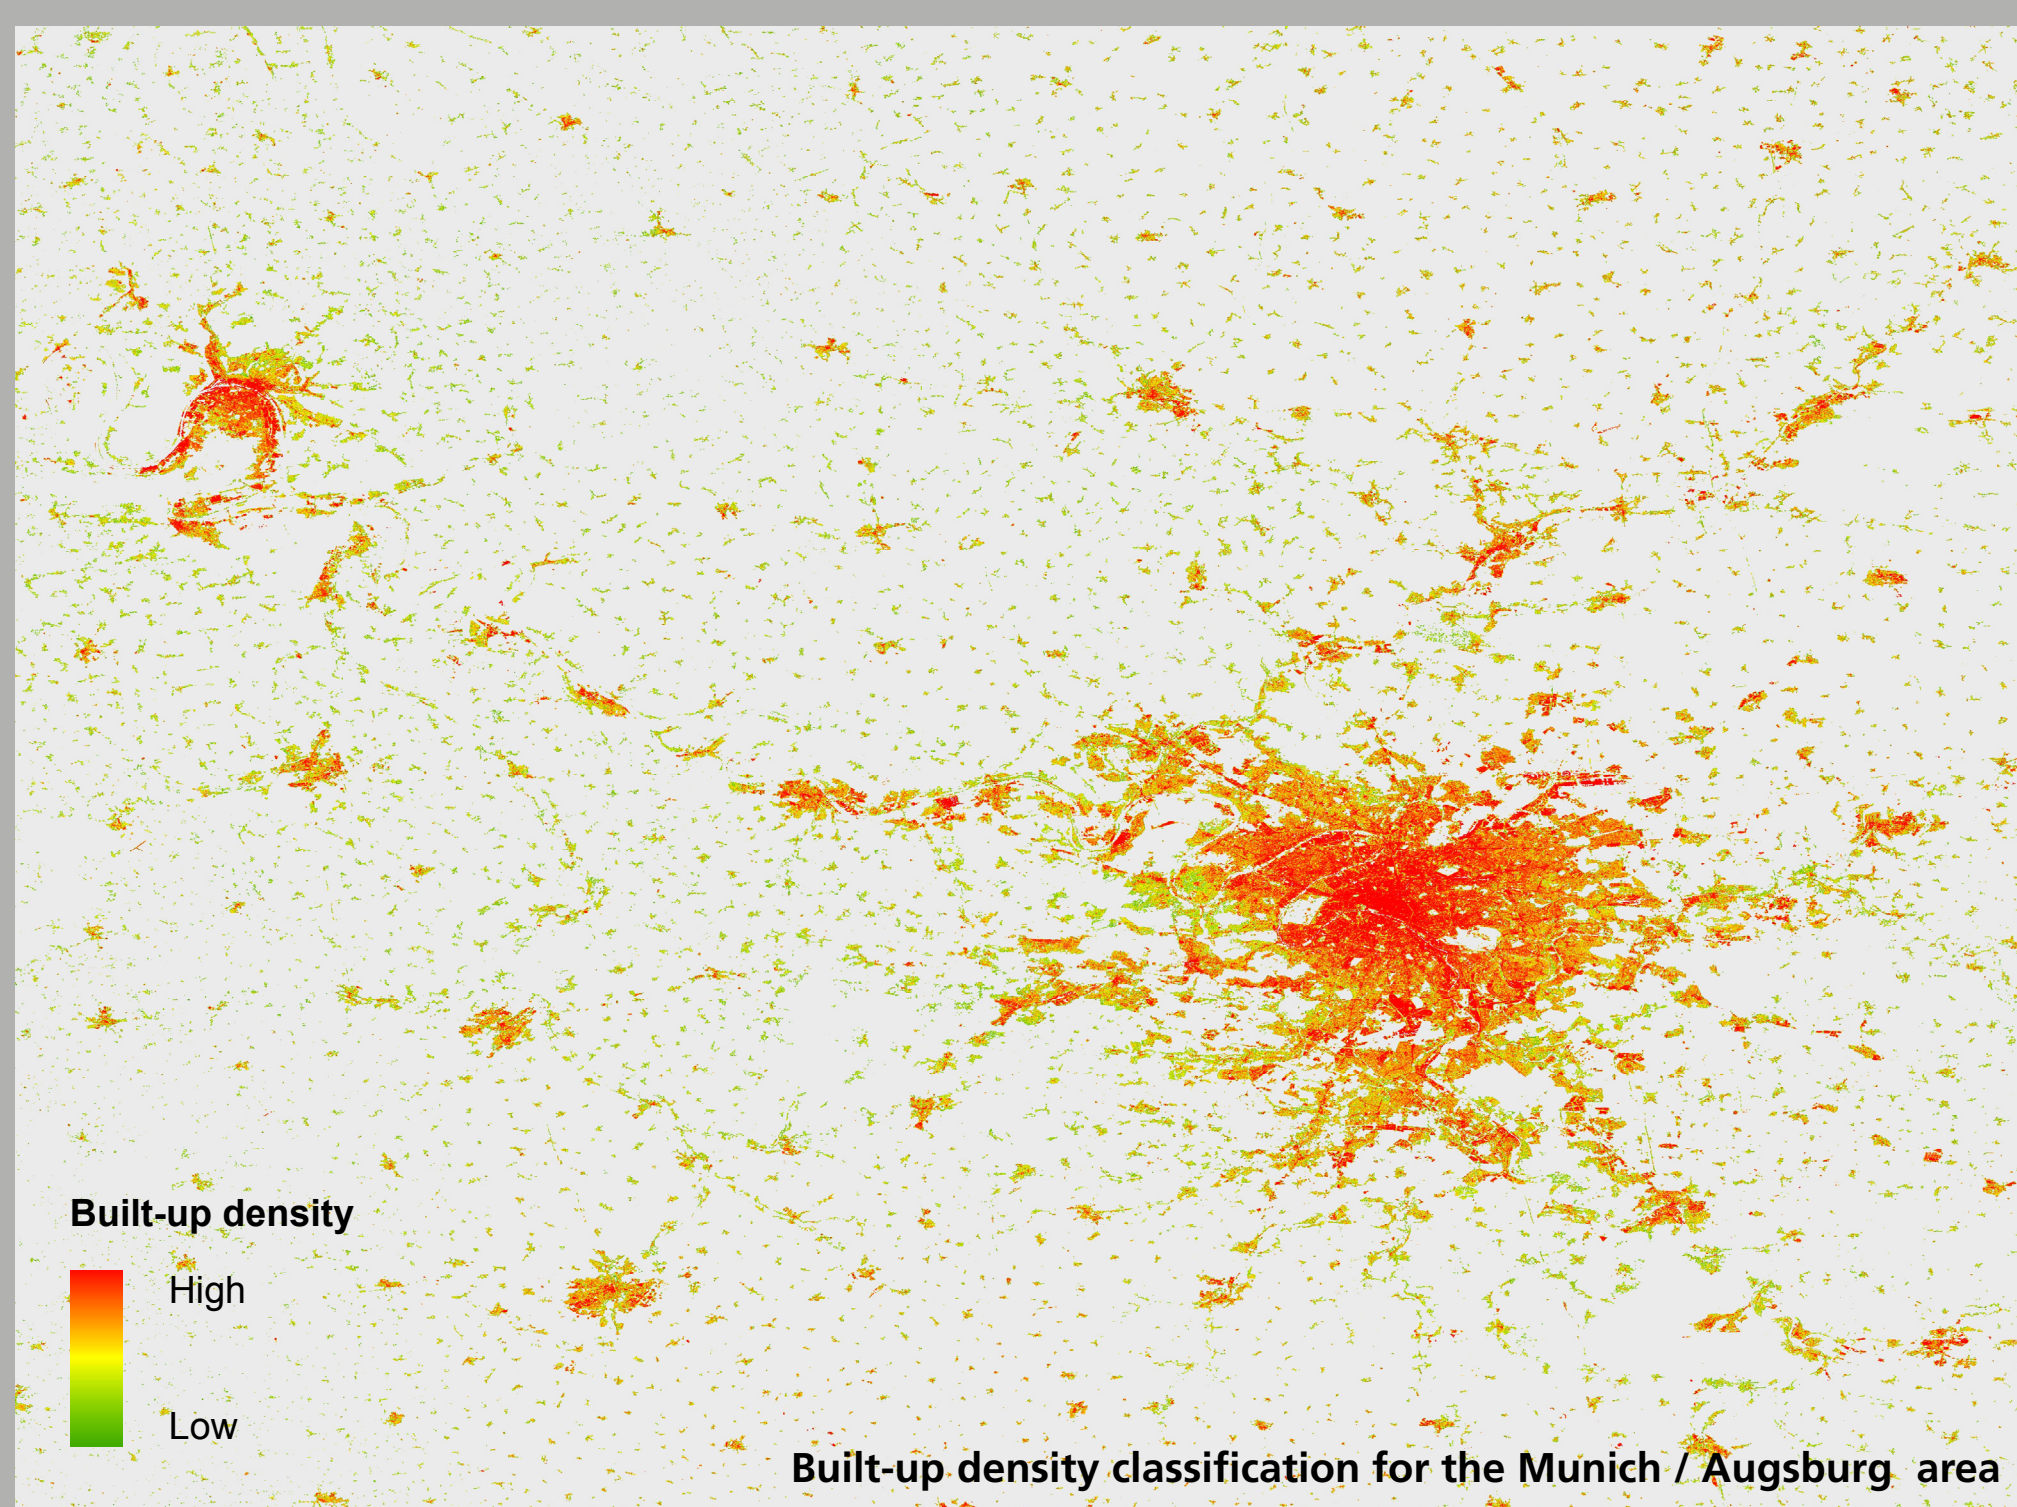 Built-up density
High
Low
Built-up density classification for the Munich / Augsburg  area